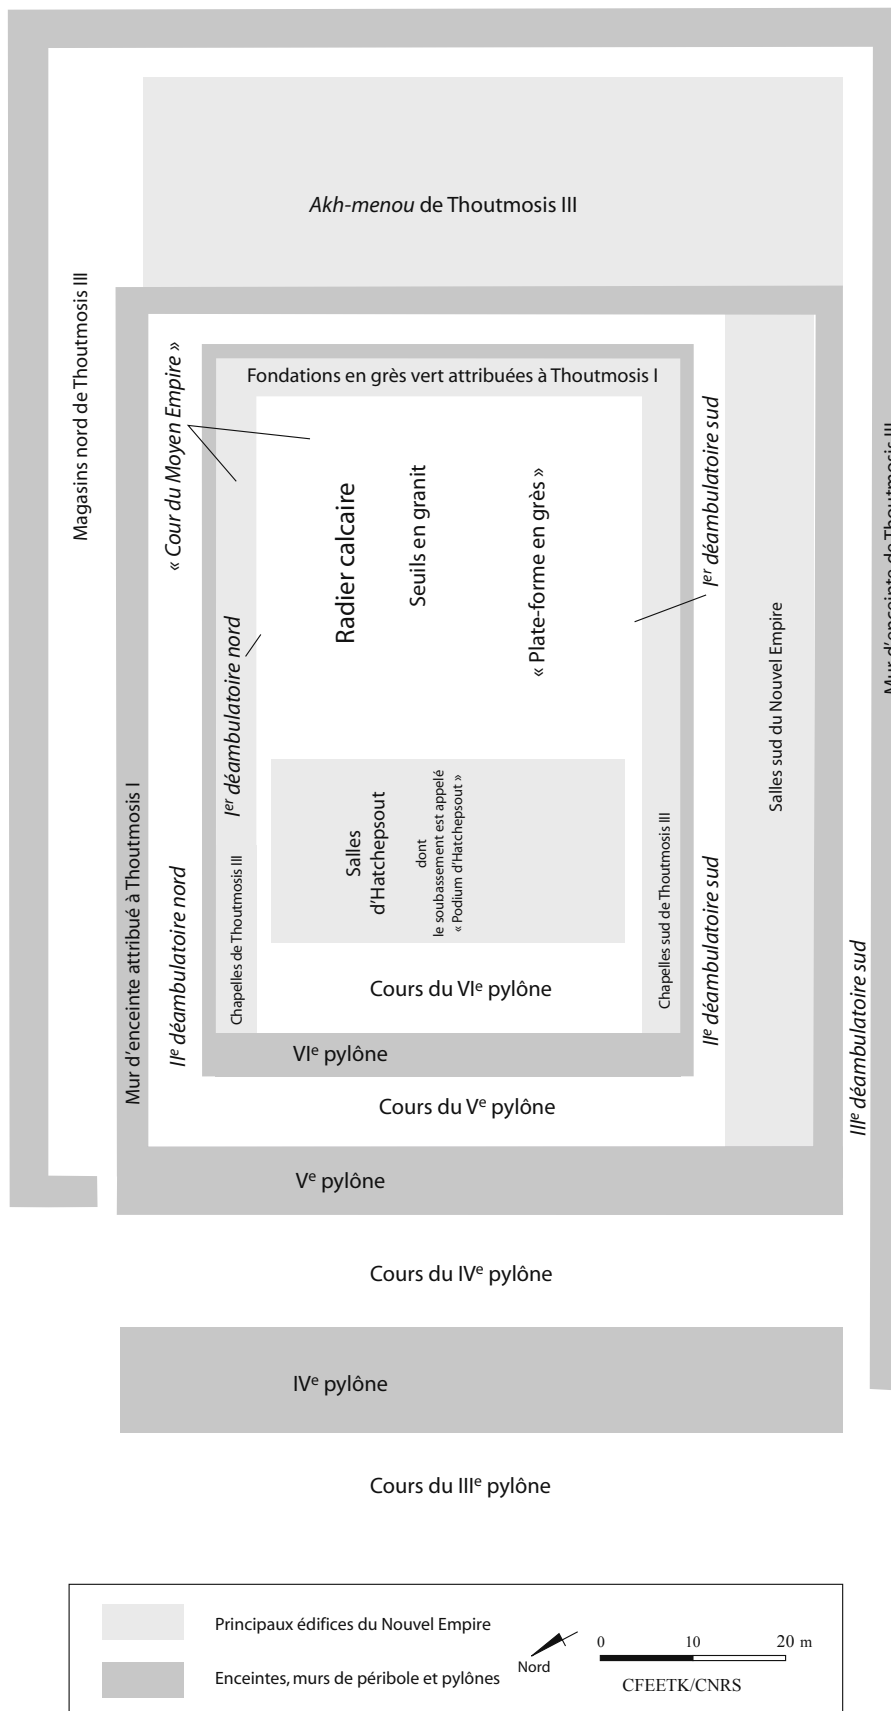 Akh-menou de Thoutmosis III
Magasins nord de Thoutmosis III
« Cour du Moyen Empire »
Fondations en grès vert attribuées à Thoutmosis I
Radier calcaire
Seuils en granit
« Plate-forme en grès »
Ier déambulatoire sud
Mur d'enceinte de Thoutmosis III
Ier déambulatoire nord
Salles sud du Nouvel Empire
Mur d'enceinte attribué à Thoutmosis I
IIe déambulatoire nord
Chapelles de Thoutmosis III
Salles
d'Hatchepsout
dont
le soubassement est appelé
« Podium d'Hatchepsout »
Chapelles sud de Thoutmosis III
IIe déambulatoire sud
IIIe déambulatoire sud
Cours du VIe pylône
VIe pylône
Cours du Ve pylône
Ve pylône
Cours du IVe pylône
IVe pylône
Cours du IIIe pylône
Principaux édifices du Nouvel Empire
Enceintes, murs de péribole et pylônes
Nord
0 10 20 m
CFEETK/CNRS